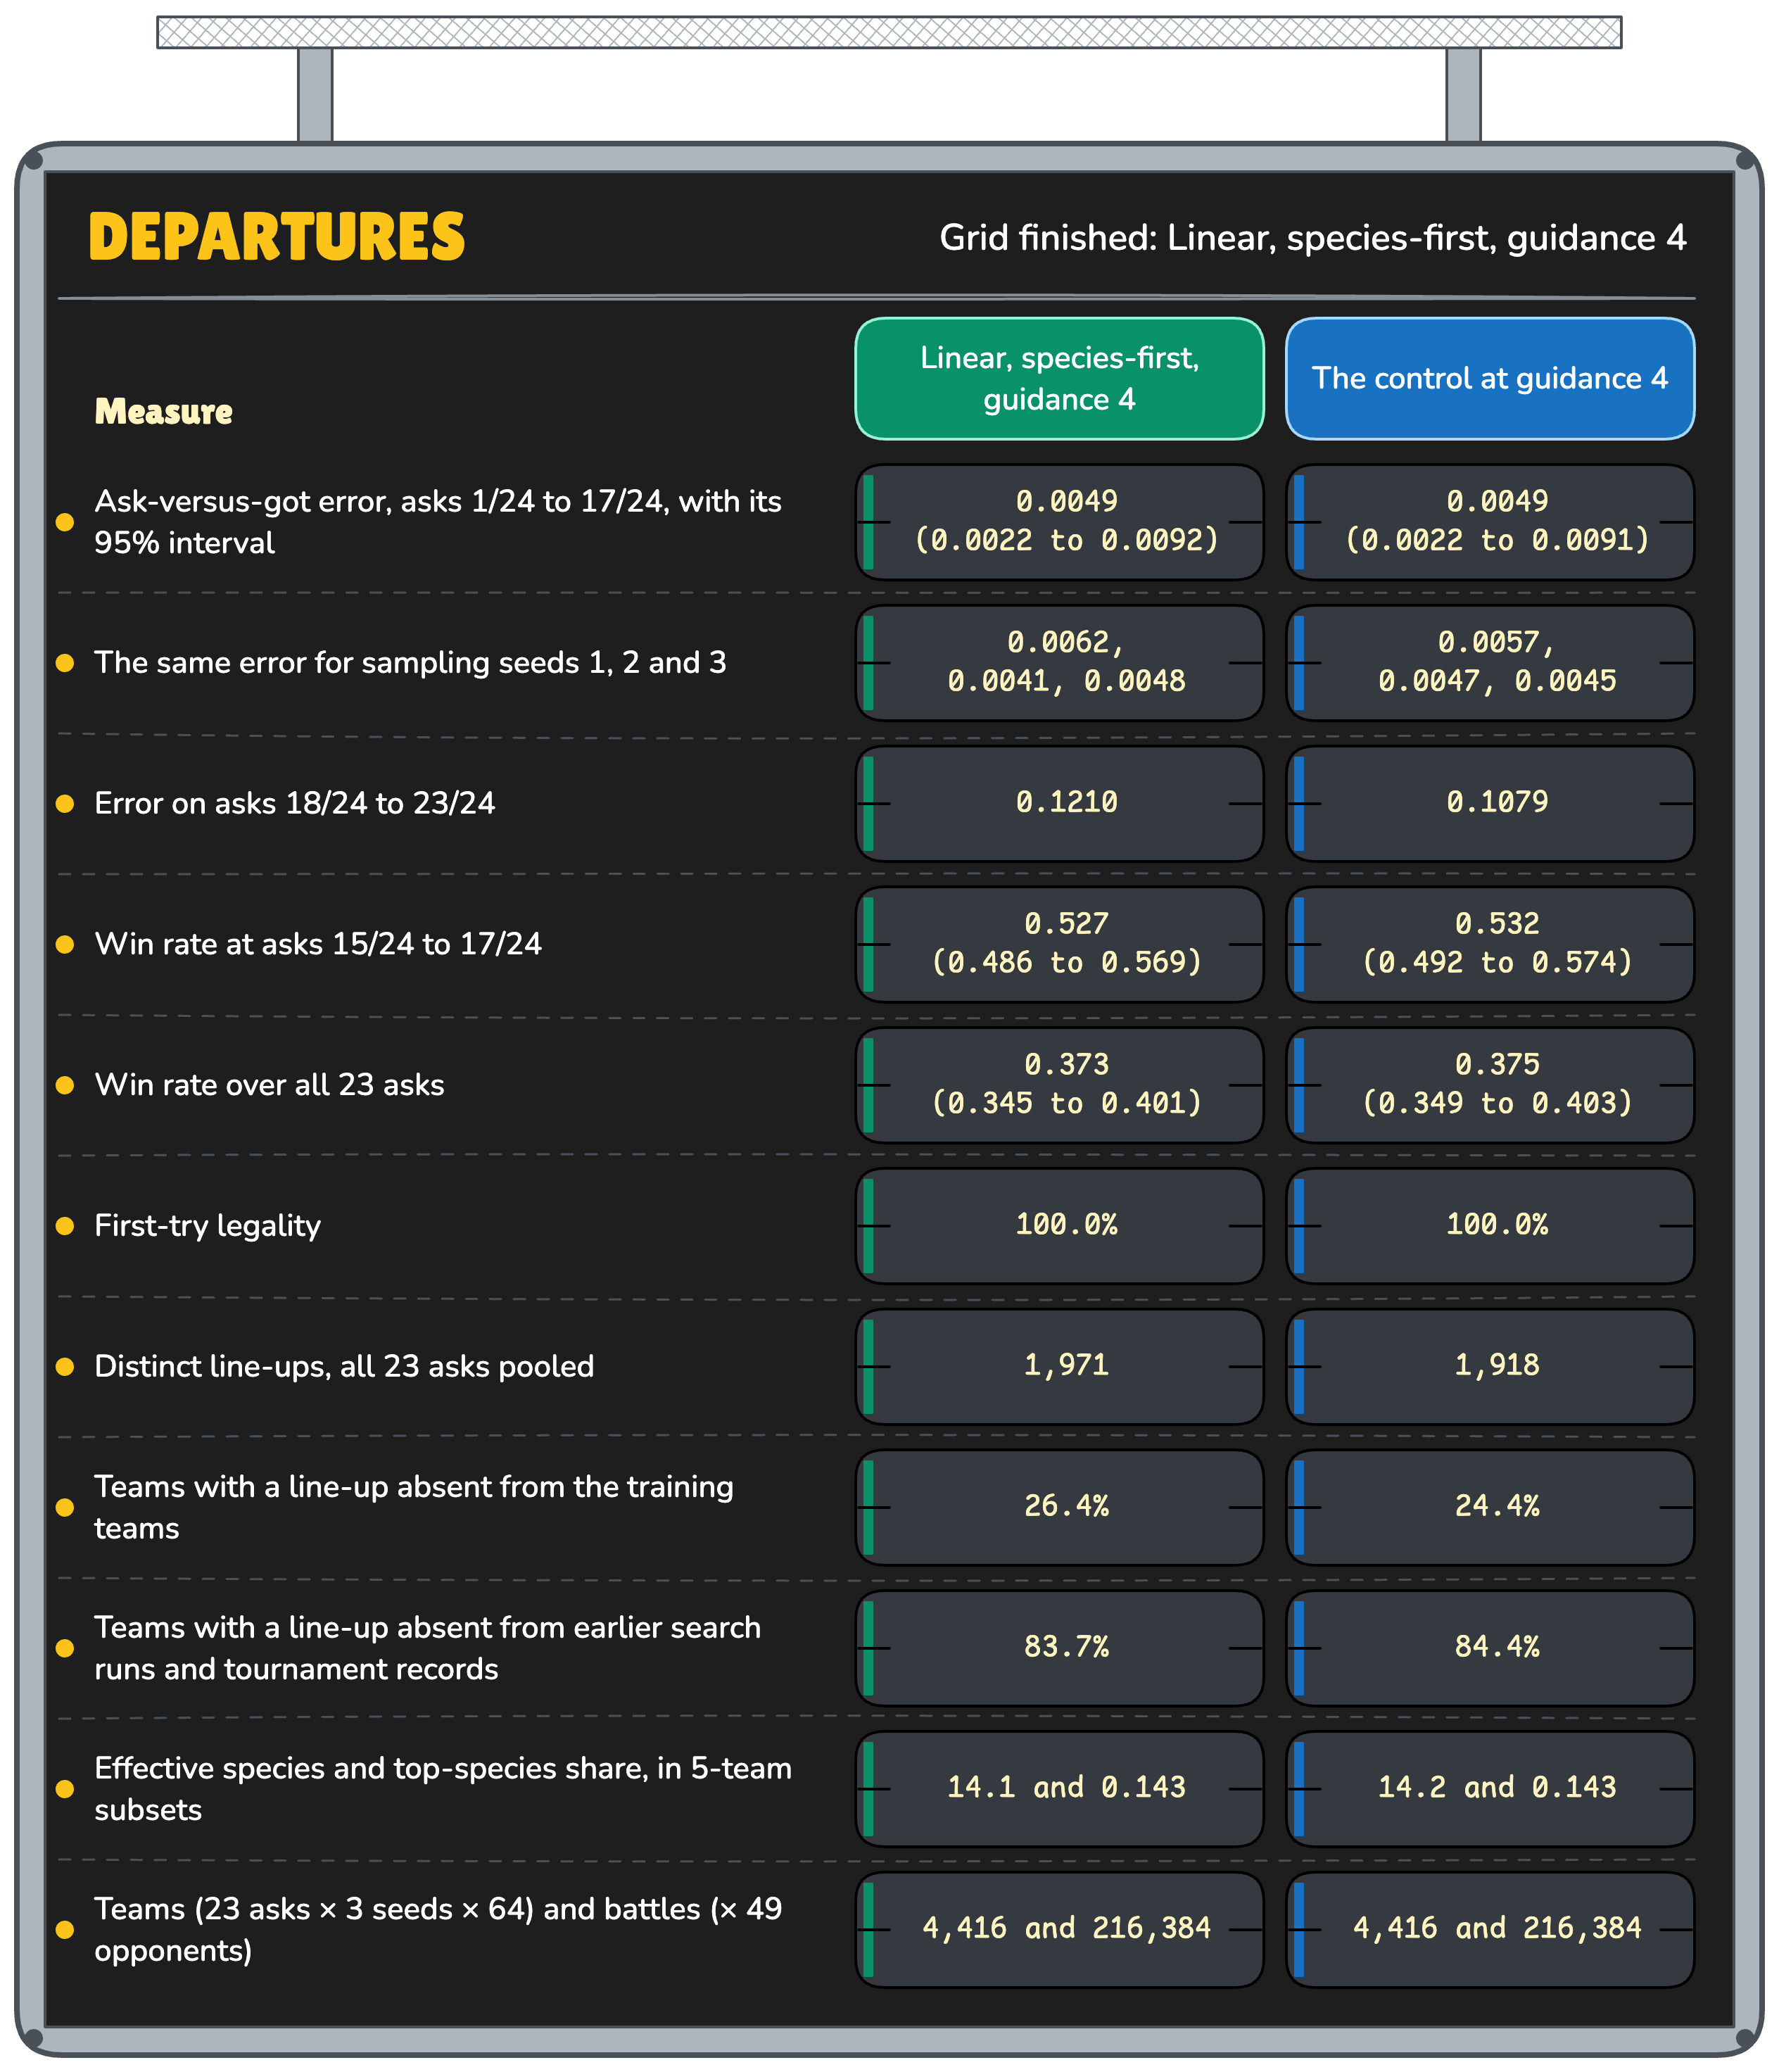 DEPARTURES
Grid finished: Linear, species-first, guidance 4
Measure
Linear, species-first,
guidance 4
The control at guidance 4
Ask-versus-got error, asks 1/24 to 17/24, with its
95% interval
0.0049
(0.0022 to 0.0092)
0.0049
(0.0022 to 0.0091)
The same error for sampling seeds 1, 2 and 3
0.0062,
0.0041, 0.0048
0.0057,
0.0047, 0.0045
Error on asks 18/24 to 23/24
0.1210
0.1079
Win rate at asks 15/24 to 17/24
0.527
(0.486 to 0.569)
0.532
(0.492 to 0.574)
Win rate over all 23 asks
0.373
(0.345 to 0.401)
0.375
(0.349 to 0.403)
First-try legality
100.0%
100.0%
Distinct line-ups, all 23 asks pooled
1,971
1,918
Teams with a line-up absent from the training
teams
26.4%
24.4%
Teams with a line-up absent from earlier search
runs and tournament records
83.7%
84.4%
Effective species and top-species share, in 5-team
subsets
14.1 and 0.143
14.2 and 0.143
Teams (23 asks × 3 seeds × 64) and battles (× 49
opponents)
4,416 and 216,384
4,416 and 216,384